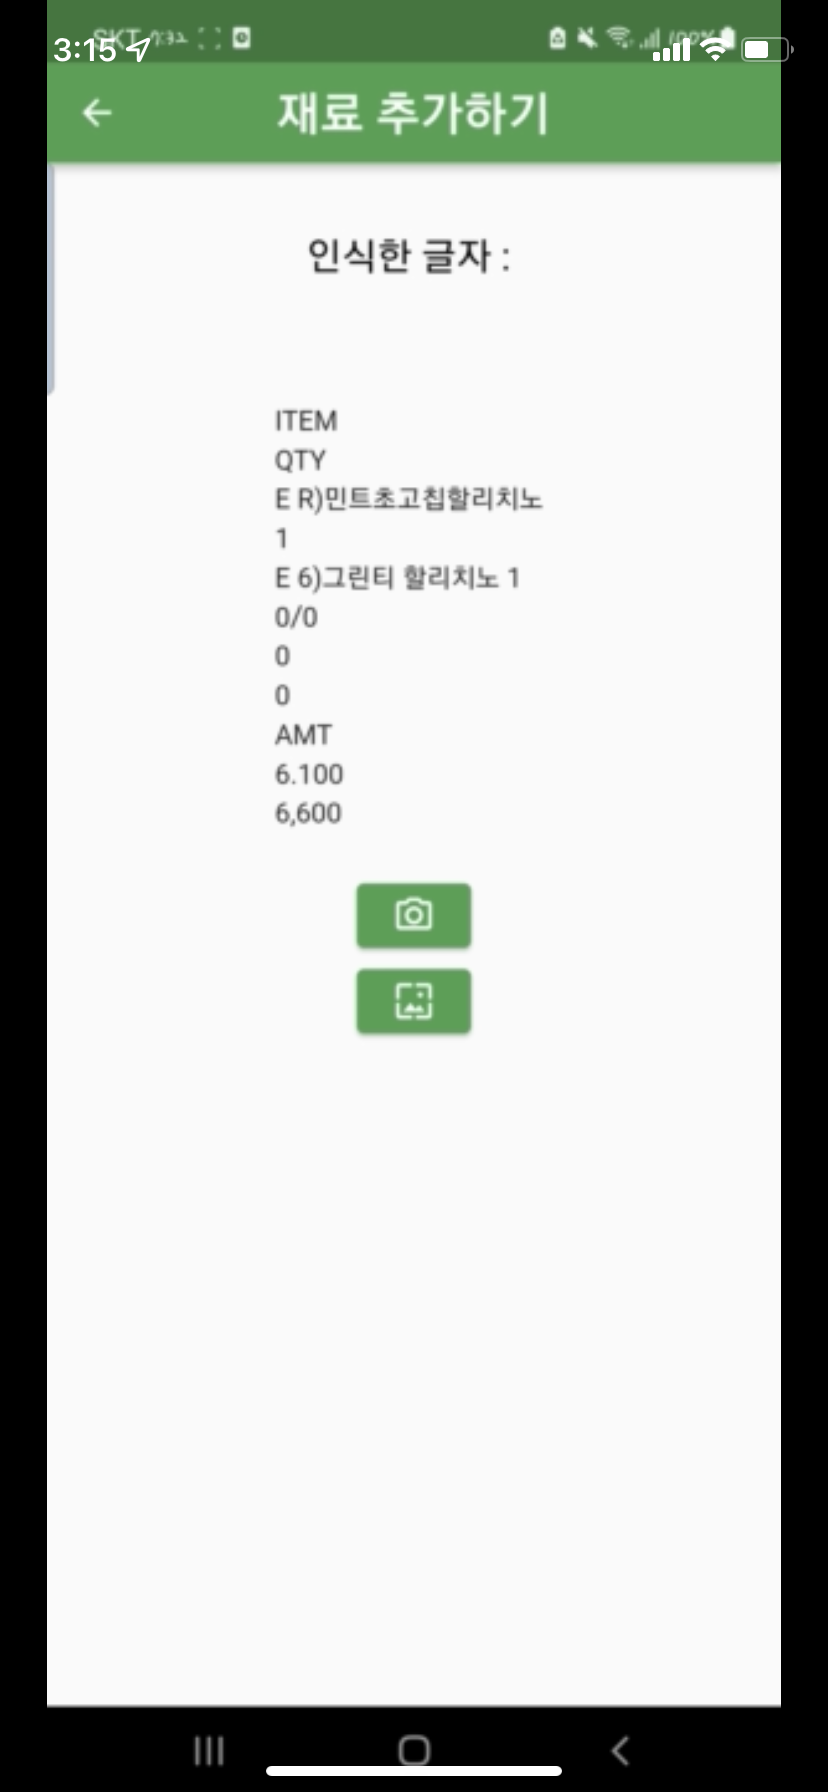 3:15
SKT
재료 추가하기
인식한 글자 :
ITEM
QTY
E R)민트초고칩할리치노
1
E 6)그린티 할리치노 1
0/0
0
0
AMT
6.100
6,600